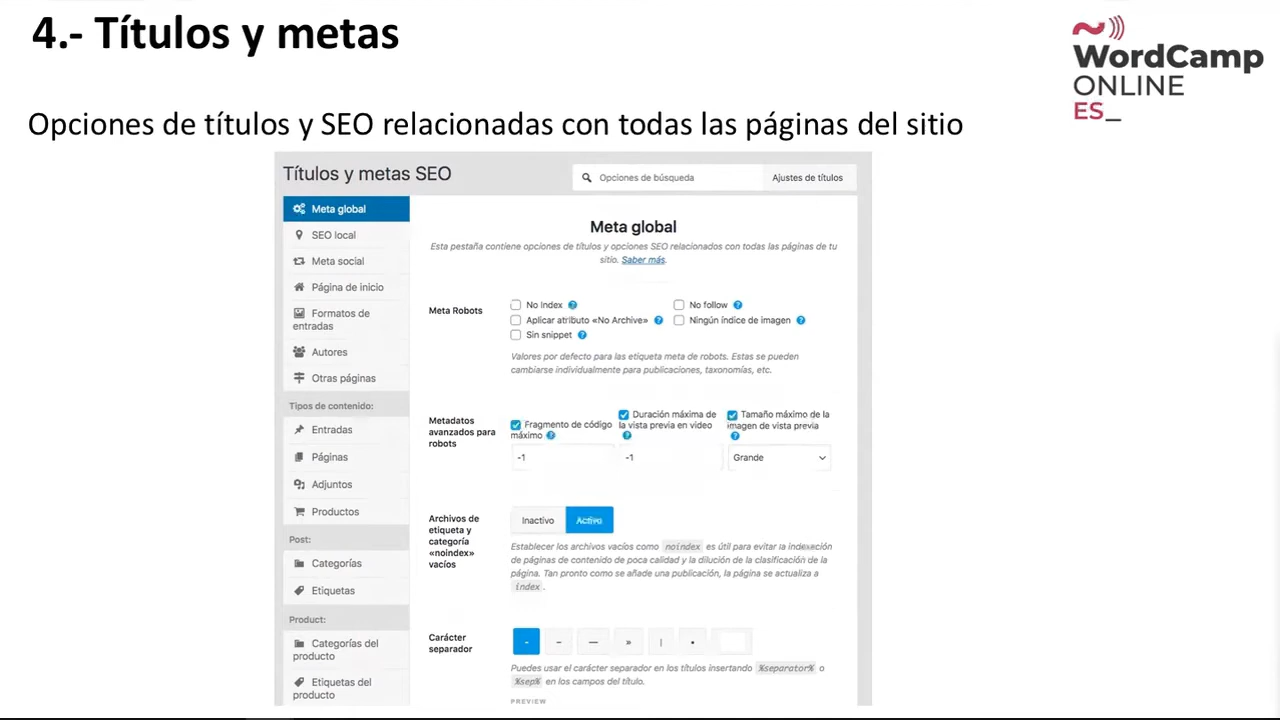 4.- Títulos y metas
WordCamp
ONLINE
ES_
Opciones de títulos y SEO relacionadas con todas las páginas del sitio
Títulos y metas SEO
Opciones de búsqueda
Ajustes de títulos
Meta global
SEO local
Meta social
Página de inicio
Formatos de
entradas
Autores
Otras páginas
Tipos de contenido:
Entradas
Páginas
Adjuntos
Productos
Post:
Categorías
Etiquetas
Product:
Categorías del
producto
Etiquetas del
producto
Meta global
Esta pestaña contiene opciones de títulos y opciones SEO relacionados con todas las páginas de tu
sitio. Saber más.
Meta Robots
No Index
No follow
Aplicar atributo «No Archive»
Ningún índice de imagen
Sin snippet
Valores por defecto para las etiqueta meta de robots. Estas se pueden
cambiarse individualmente para publicaciones, taxonomías, etc.
Metadatos
avanzados para
robots
Fragmento de código
máximo
-1
Duración máxima de
la vista previa en video
-1
Tamaño máximo de la
imagen de vista previa
Grande
Archivos de
etiqueta y
categoría
«noindex»
vacíos
Inactivo
Activo
Establecer los archivos vacíos como noindex es útil para evitar la indexación
de páginas de contenido de poca calidad y la dilución de la clasificación de la
página. Tan pronto como se añade una publicación, la página se actualiza a
index.
Carácter
separador
- – — » | •
Puedes usar el carácter separador en los títulos insertando %separator% o
%sep% en los campos del título.
PREVIEW